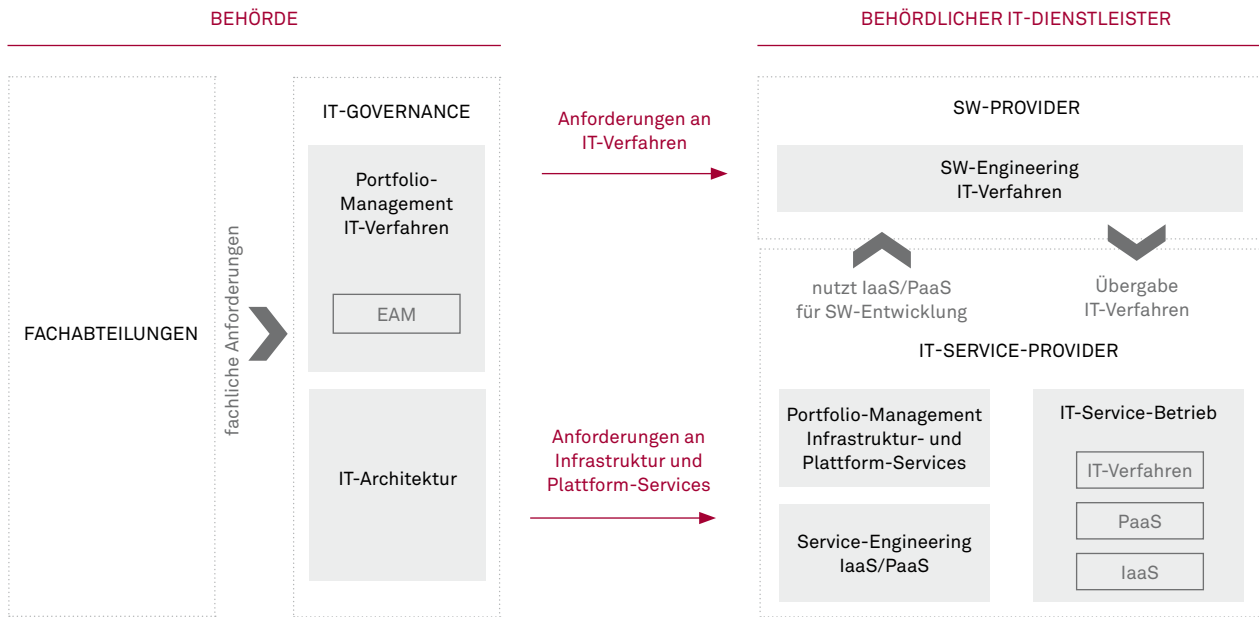 BEHÖRDE
FACHABTEILUNGEN
fachliche Anforderungen
IT-GOVERNANCE
Portfolio-
Management
IT-Verfahren
EAM
IT-Architektur
Anforderungen an
IT-Verfahren
Anforderungen an
Infrastruktur und
Plattform-Services
BEHÖRDLICHER IT-DIENSTLEISTER
SW-PROVIDER
SW-Engineering
IT-Verfahren
nutzt IaaS/PaaS
für SW-Entwicklung
Übergabe
IT-Verfahren
IT-SERVICE-PROVIDER
Portfolio-Management
Infrastruktur- und
Plattform-Services
Service-Engineering
IaaS/PaaS
IT-Service-Betrieb
IT-Verfahren
PaaS
IaaS